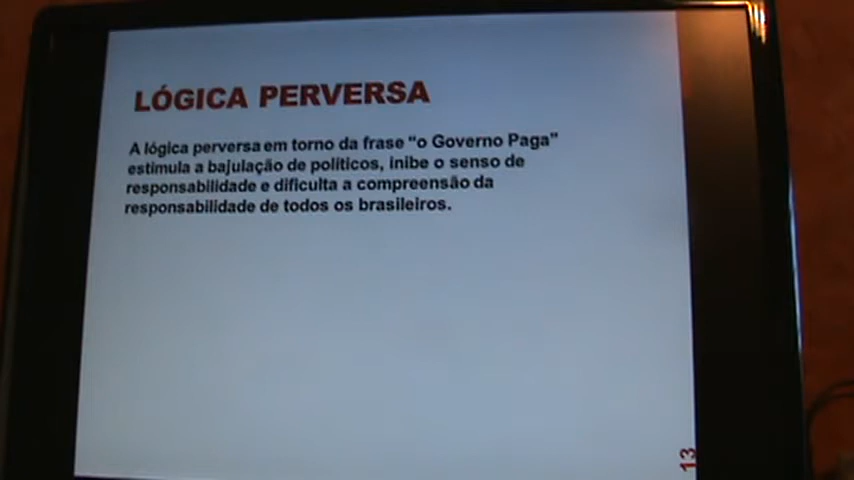 LÓGICA PERVERSA
A lógica perversa em torno da frase "o Governo Paga"
estimula a bajulação de políticos, inibe o senso de
responsabilidade e dificulta a compreensão da
responsabilidade de todos os brasileiros.
13